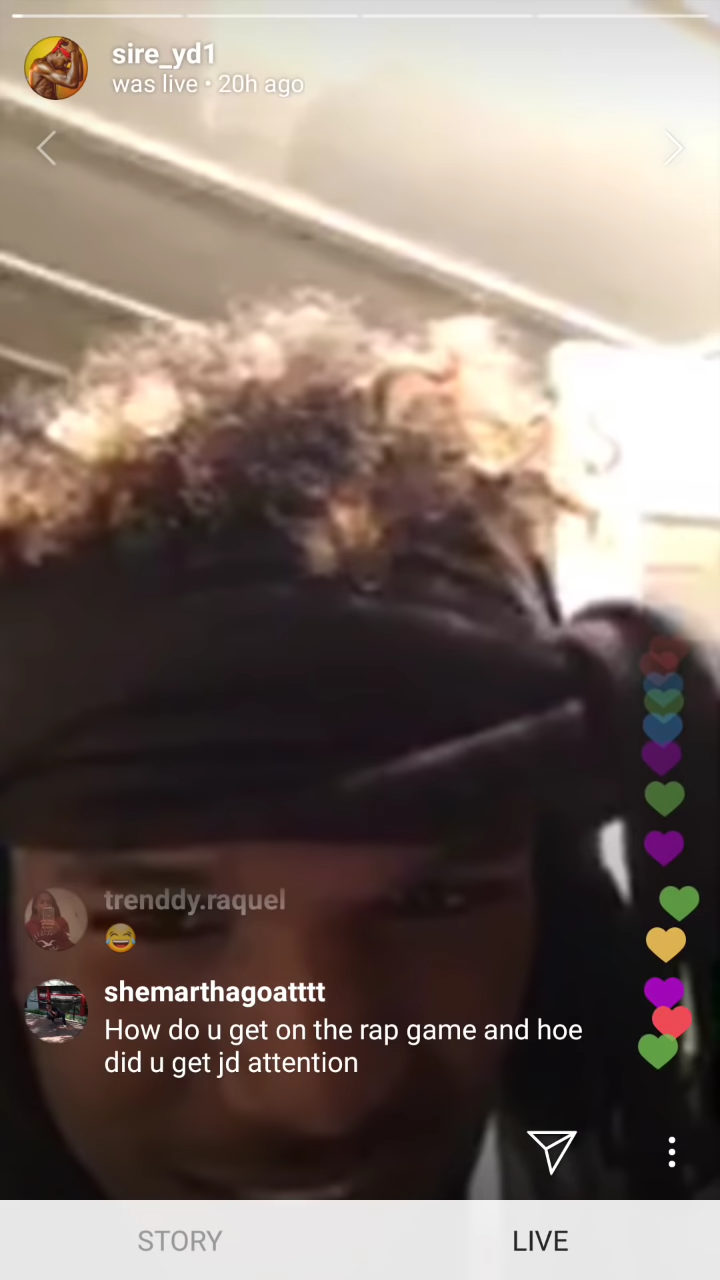 sire_yd1
was live • 20h ago
trenddy.raquel
😂
shemarthagoatttt
How do u get on the rap game and hoe
did u get jd attention
STORY LIVE